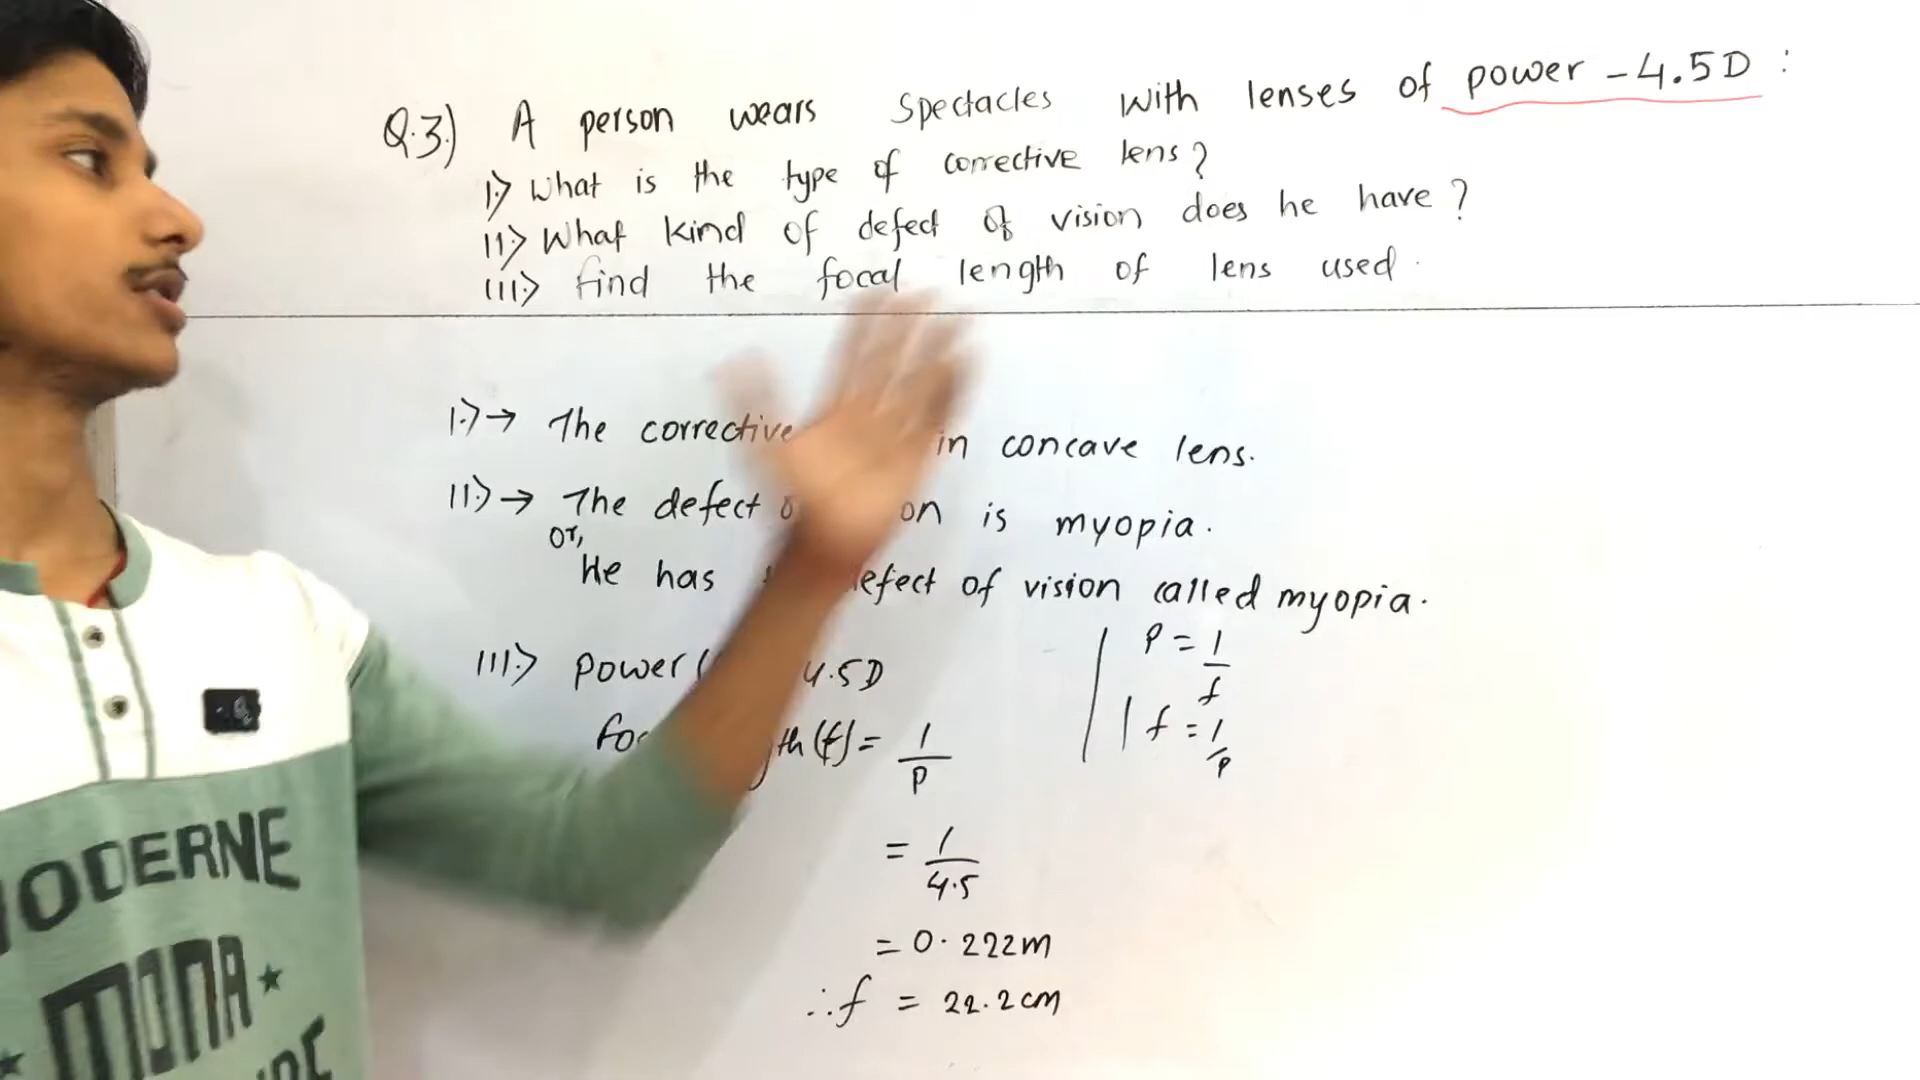 Q.3.) A person wears Spectacles with lenses of power -4.5D :
I.) What is the type of corrective lens?
II.) What kind of defect of vision does he have?
III.) find the focal length of lens used.
I.) → The corrective in concave lens.
II.) → The defect on is myopia.
or,
He has efect of vision called myopia.
III.) power( 4.5D
P = 1/f
fo th (f) = 1/p
f = 1/p
= 1/4.5
= 0.222m
∴ f = 22.2cm
MODERNE
MONA